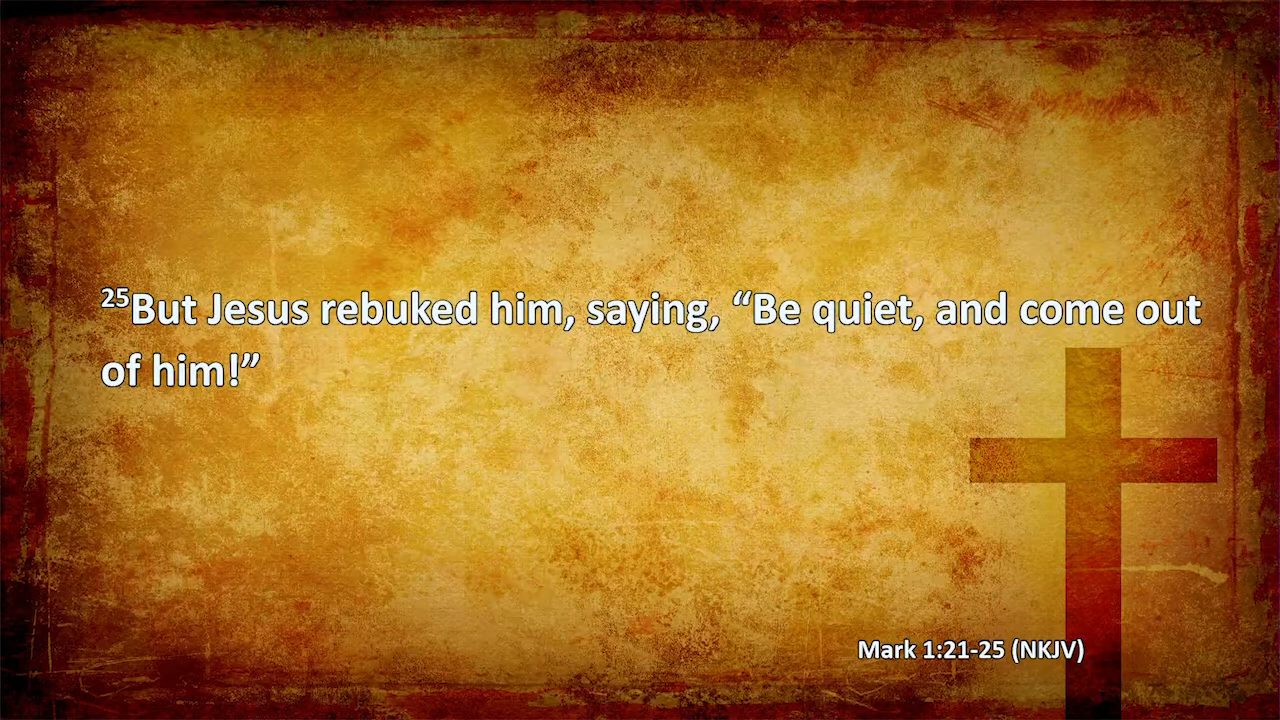 25But Jesus rebuked him, saying, “Be quiet, and come out
of him!”
Mark 1:21-25 (NKJV)